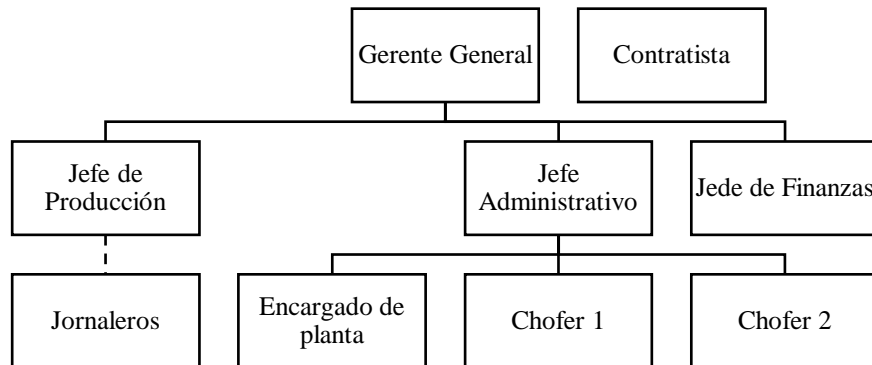 Gerente General
Contratista
Jefe de
Producción
Jefe
Administrativo
Jede de Finanzas
Jornaleros
Encargado de
planta
Chofer 1
Chofer 2